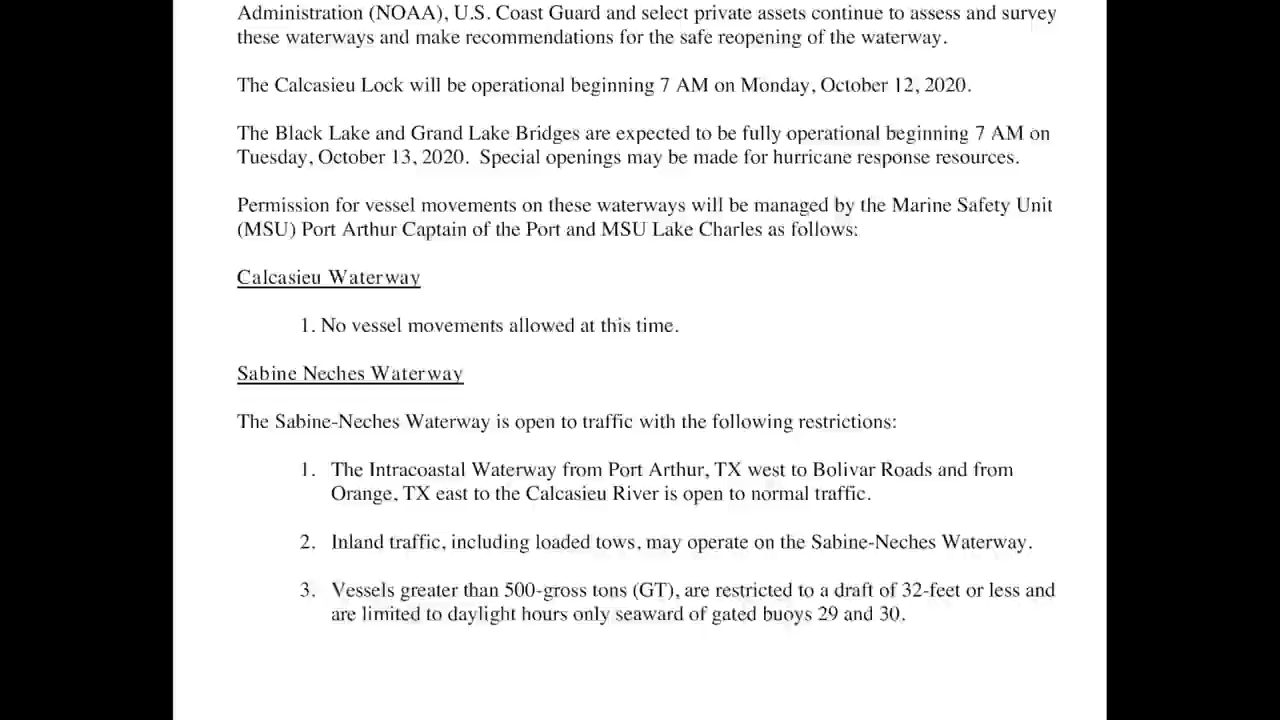 Administration (NOAA), U.S. Coast Guard and select private assets continue to assess and survey
these waterways and make recommendations for the safe reopening of the waterway.
The Calcasieu Lock will be operational beginning 7 AM on Monday, October 12, 2020.
The Black Lake and Grand Lake Bridges are expected to be fully operational beginning 7 AM on
Tuesday, October 13, 2020.  Special openings may be made for hurricane response resources.
Permission for vessel movements on these waterways will be managed by the Marine Safety Unit
(MSU) Port Arthur Captain of the Port and MSU Lake Charles as follows:
Calcasieu Waterway
1. No vessel movements allowed at this time.
Sabine Neches Waterway
The Sabine-Neches Waterway is open to traffic with the following restrictions:
1. The Intracoastal Waterway from Port Arthur, TX west to Bolivar Roads and from
Orange, TX east to the Calcasieu River is open to normal traffic.
2. Inland traffic, including loaded tows, may operate on the Sabine-Neches Waterway.
3. Vessels greater than 500-gross tons (GT), are restricted to a draft of 32-feet or less and
are limited to daylight hours only seaward of gated buoys 29 and 30.